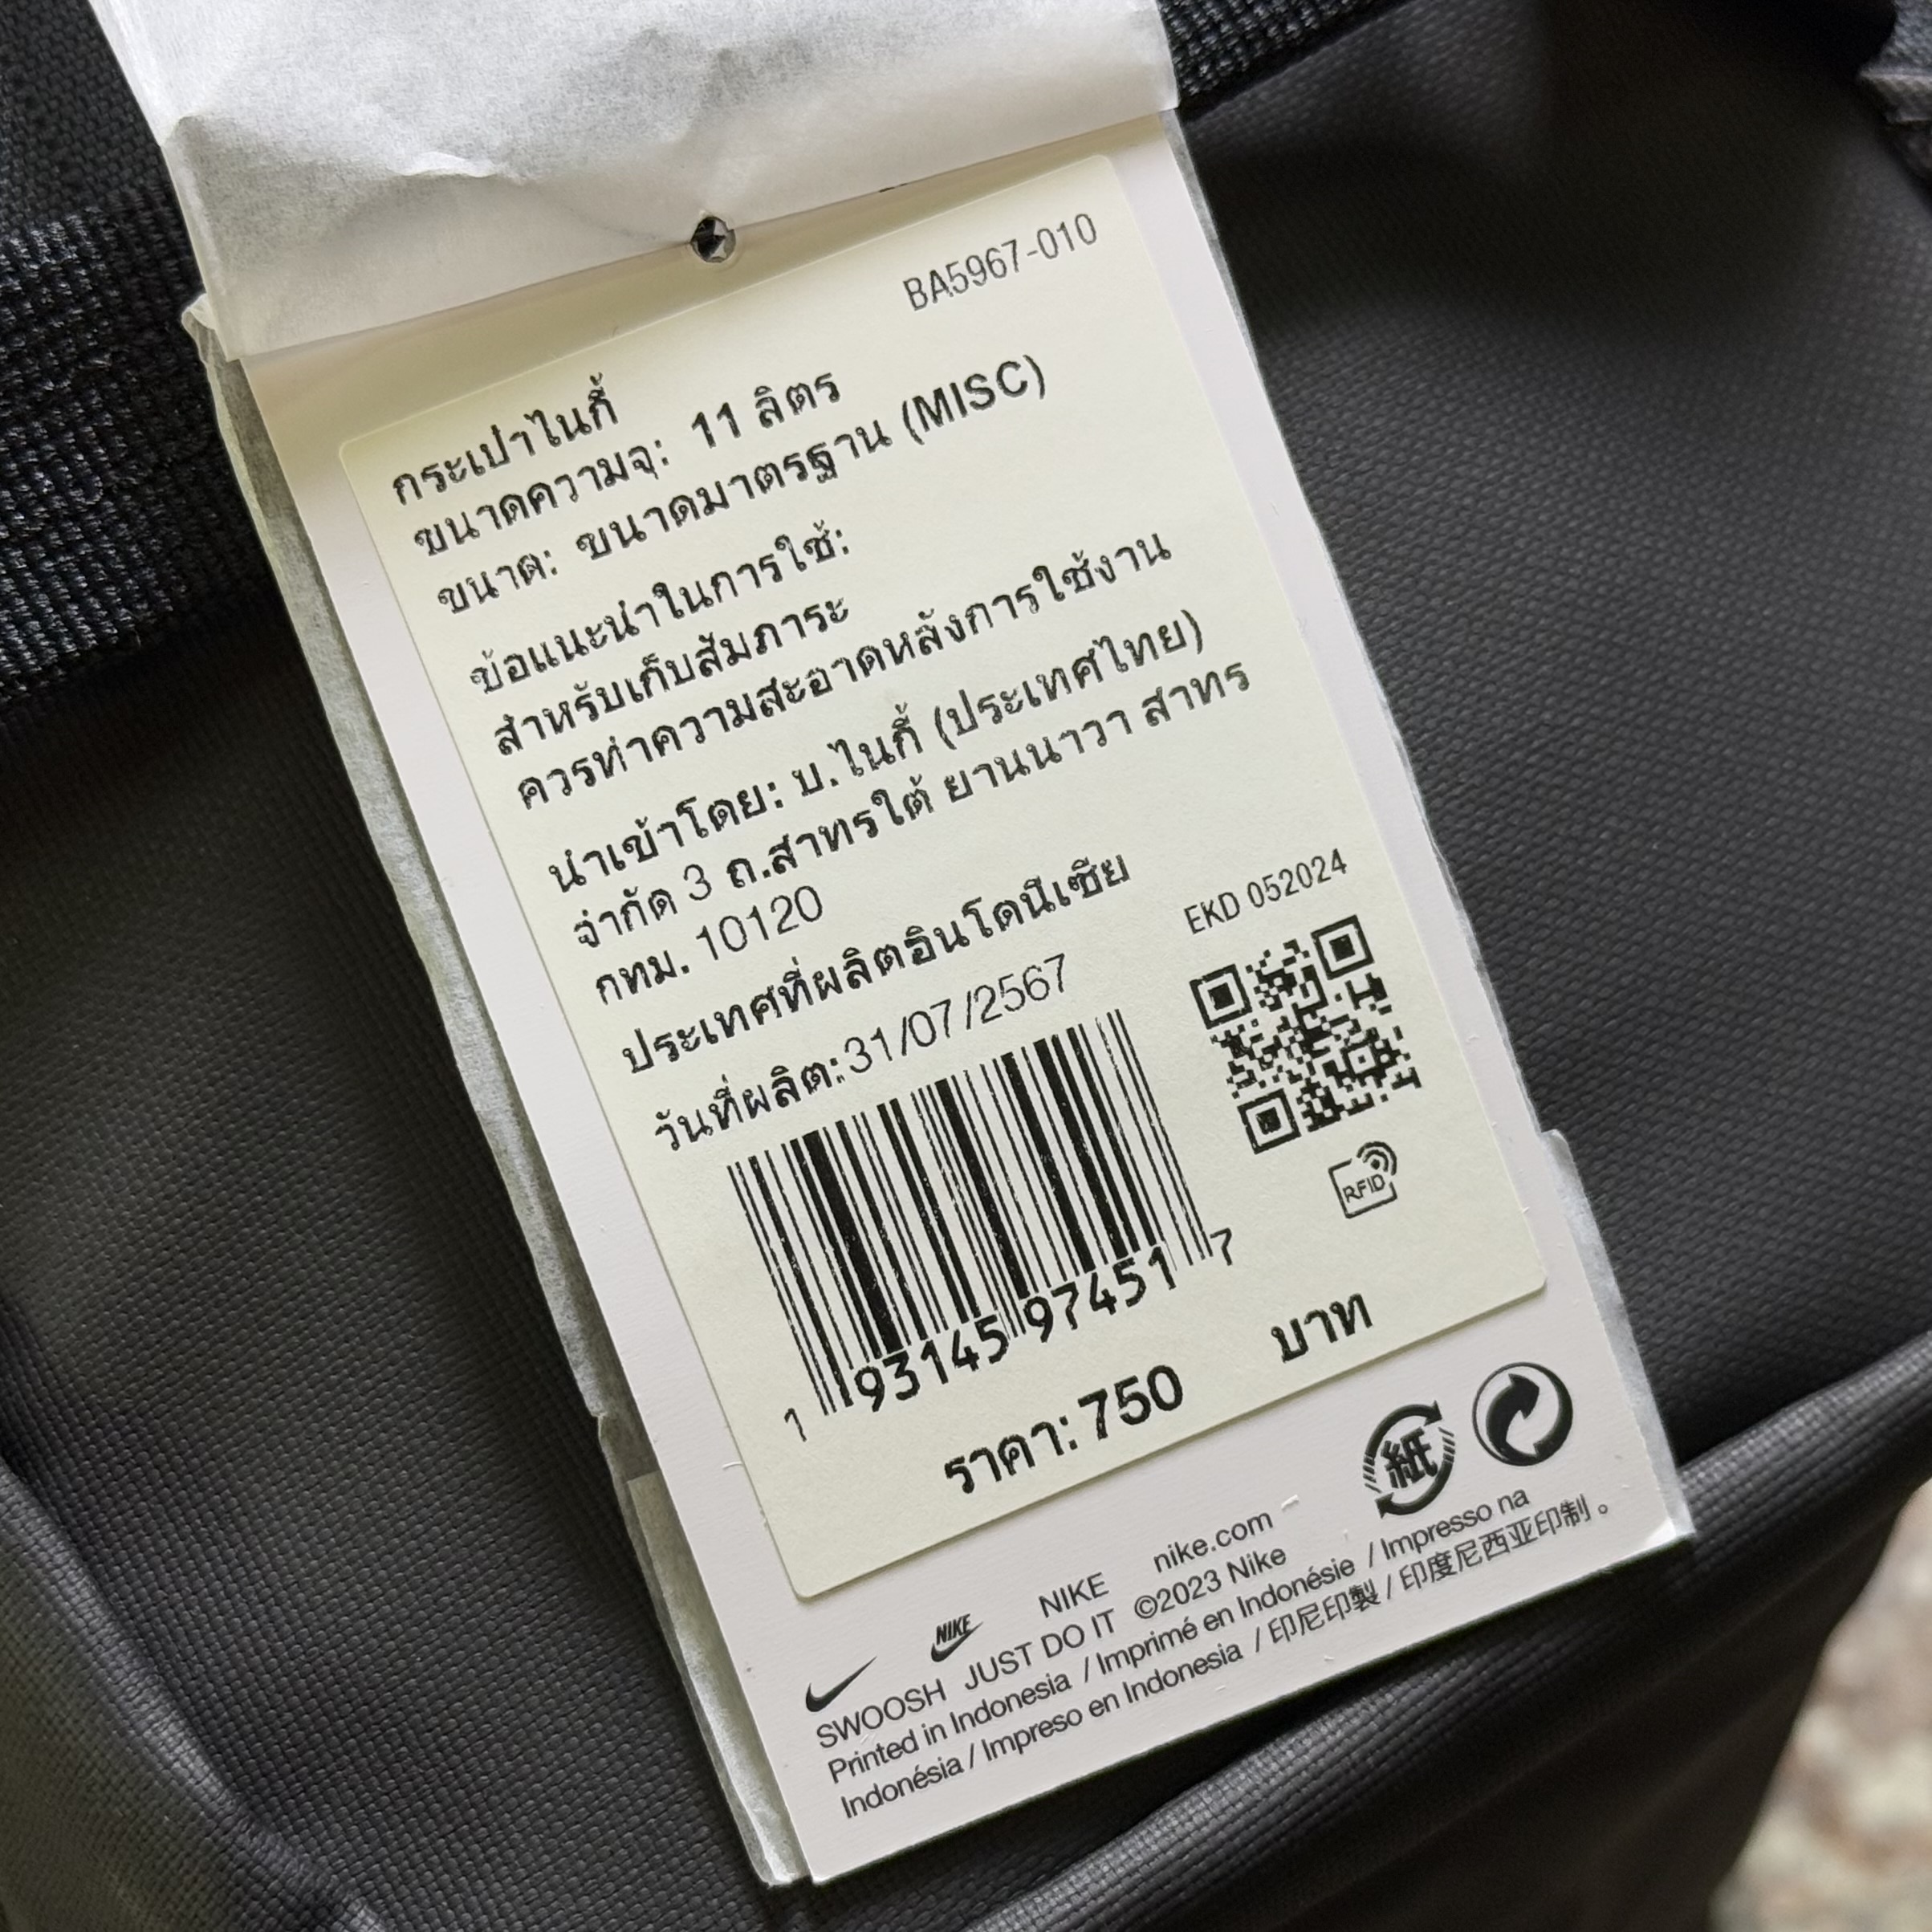 BA5967-010
กระเป๋าไนกี้
ขนาดความจุ: 11 ลิตร
ขนาด: ขนาดมาตรฐาน (MISC)
ข้อแนะนำในการใช้:
สำหรับเก็บสัมภาระ
ควรทำความสะอาดหลังการใช้งาน
นำเข้าโดย: บ.ไนกี้ (ประเทศไทย)
จำกัด 3 ถ.สาทรใต้ ยานนาวา สาทร
กทม. 10120
ประเทศที่ผลิตอินโดนีเซีย
EKD 052024
วันที่ผลิต:31/07/2567
RFID
1 93145 97451 7
ราคา: 750 บาท
紙
NIKE NIKE nike.com
SWOOSH JUST DO IT ©2023 Nike
Printed in Indonesia / Imprimé en Indonésie / Impresso na
Indonésia / Impreso en Indonesia / 印尼印製 / 印度尼西亚印制。